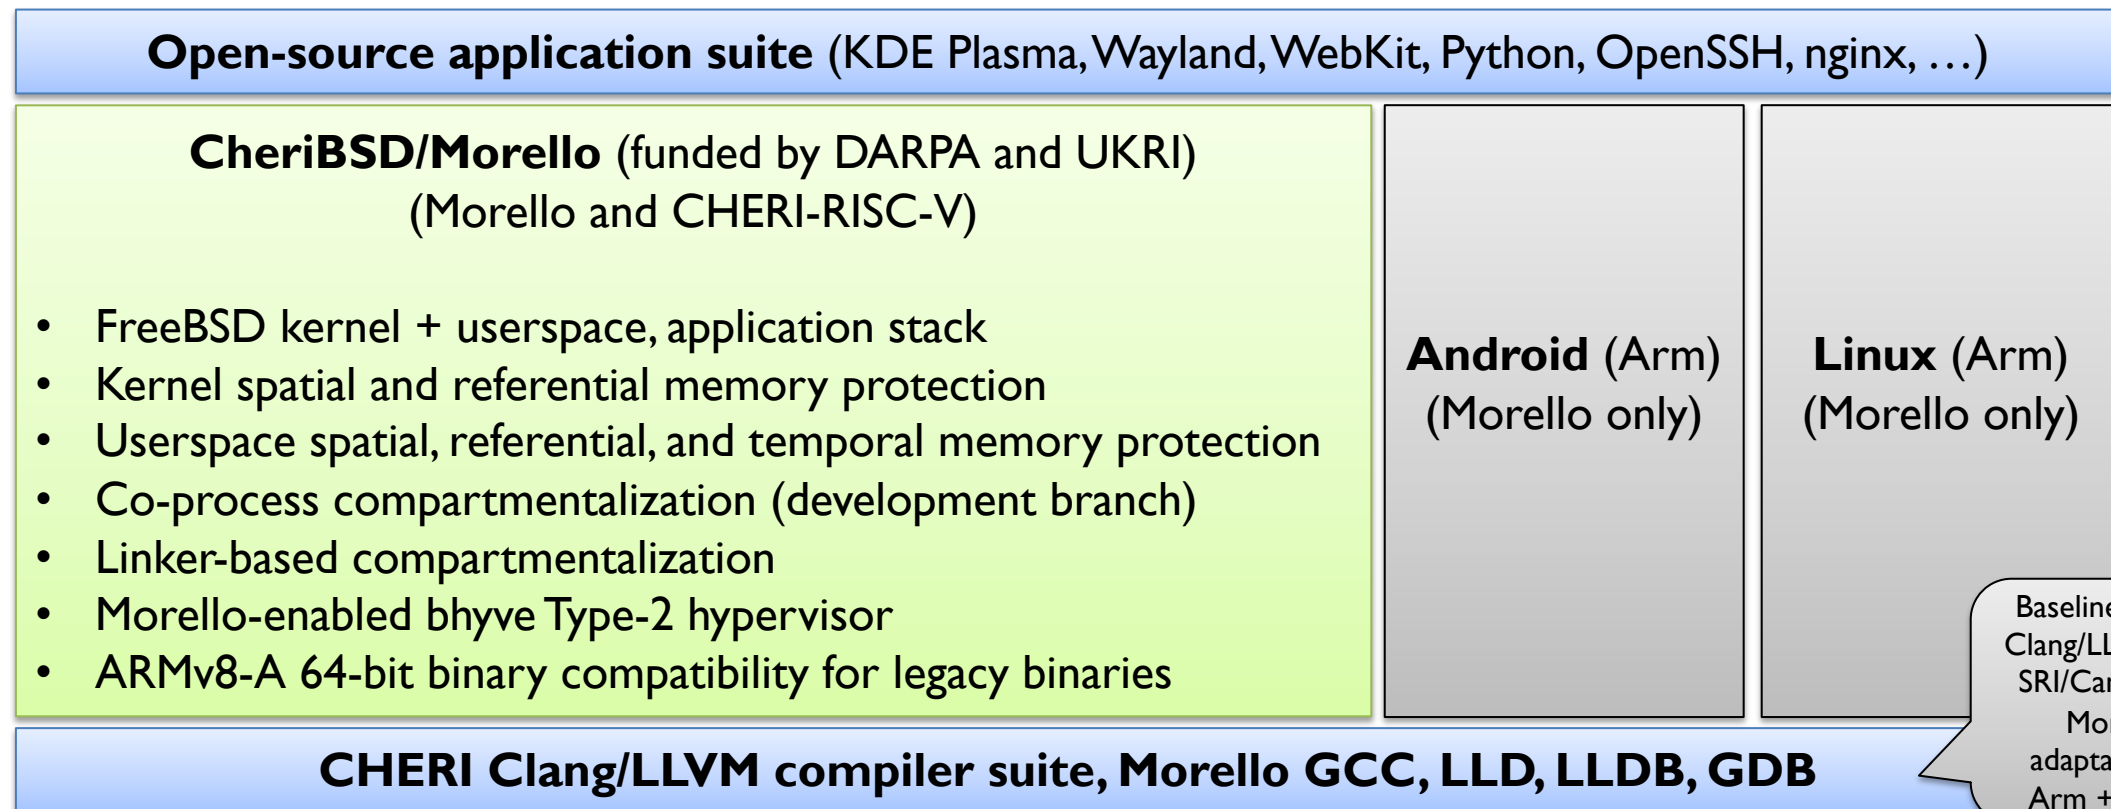 Open-source application suite (KDE Plasma, Wayland, WebKit, Python, OpenSSH, nginx, …)
CheriBSD/Morello (funded by DARPA and UKRI)
(Morello and CHERI-RISC-V)
• FreeBSD kernel + userspace, application stack
• Kernel spatial and referential memory protection
• Userspace spatial, referential, and temporal memory protection
• Co-process compartmentalization (development branch)
• Linker-based compartmentalization
• Morello-enabled bhyve Type-2 hypervisor
• ARMv8-A 64-bit binary compatibility for legacy binaries
Android (Arm)
(Morello only)
Linux (Arm)
(Morello only)
Baseline
Arm +
CHERI Clang/LLVM compiler suite, Morello GCC, LLD, LLDB, GDB